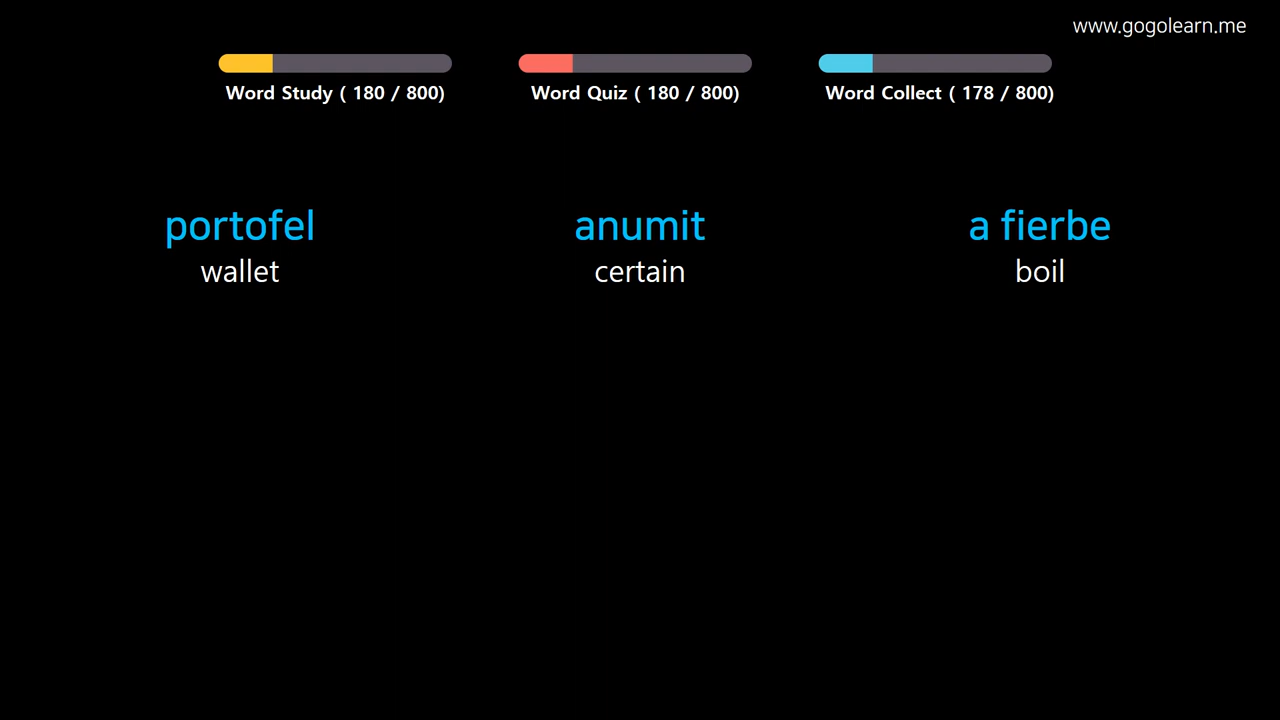 www.gogolearn.me
Word Study ( 180 / 800)
Word Quiz ( 180 / 800)
Word Collect ( 178 / 800)
portofel
wallet
anumit
certain
a fierbe
boil